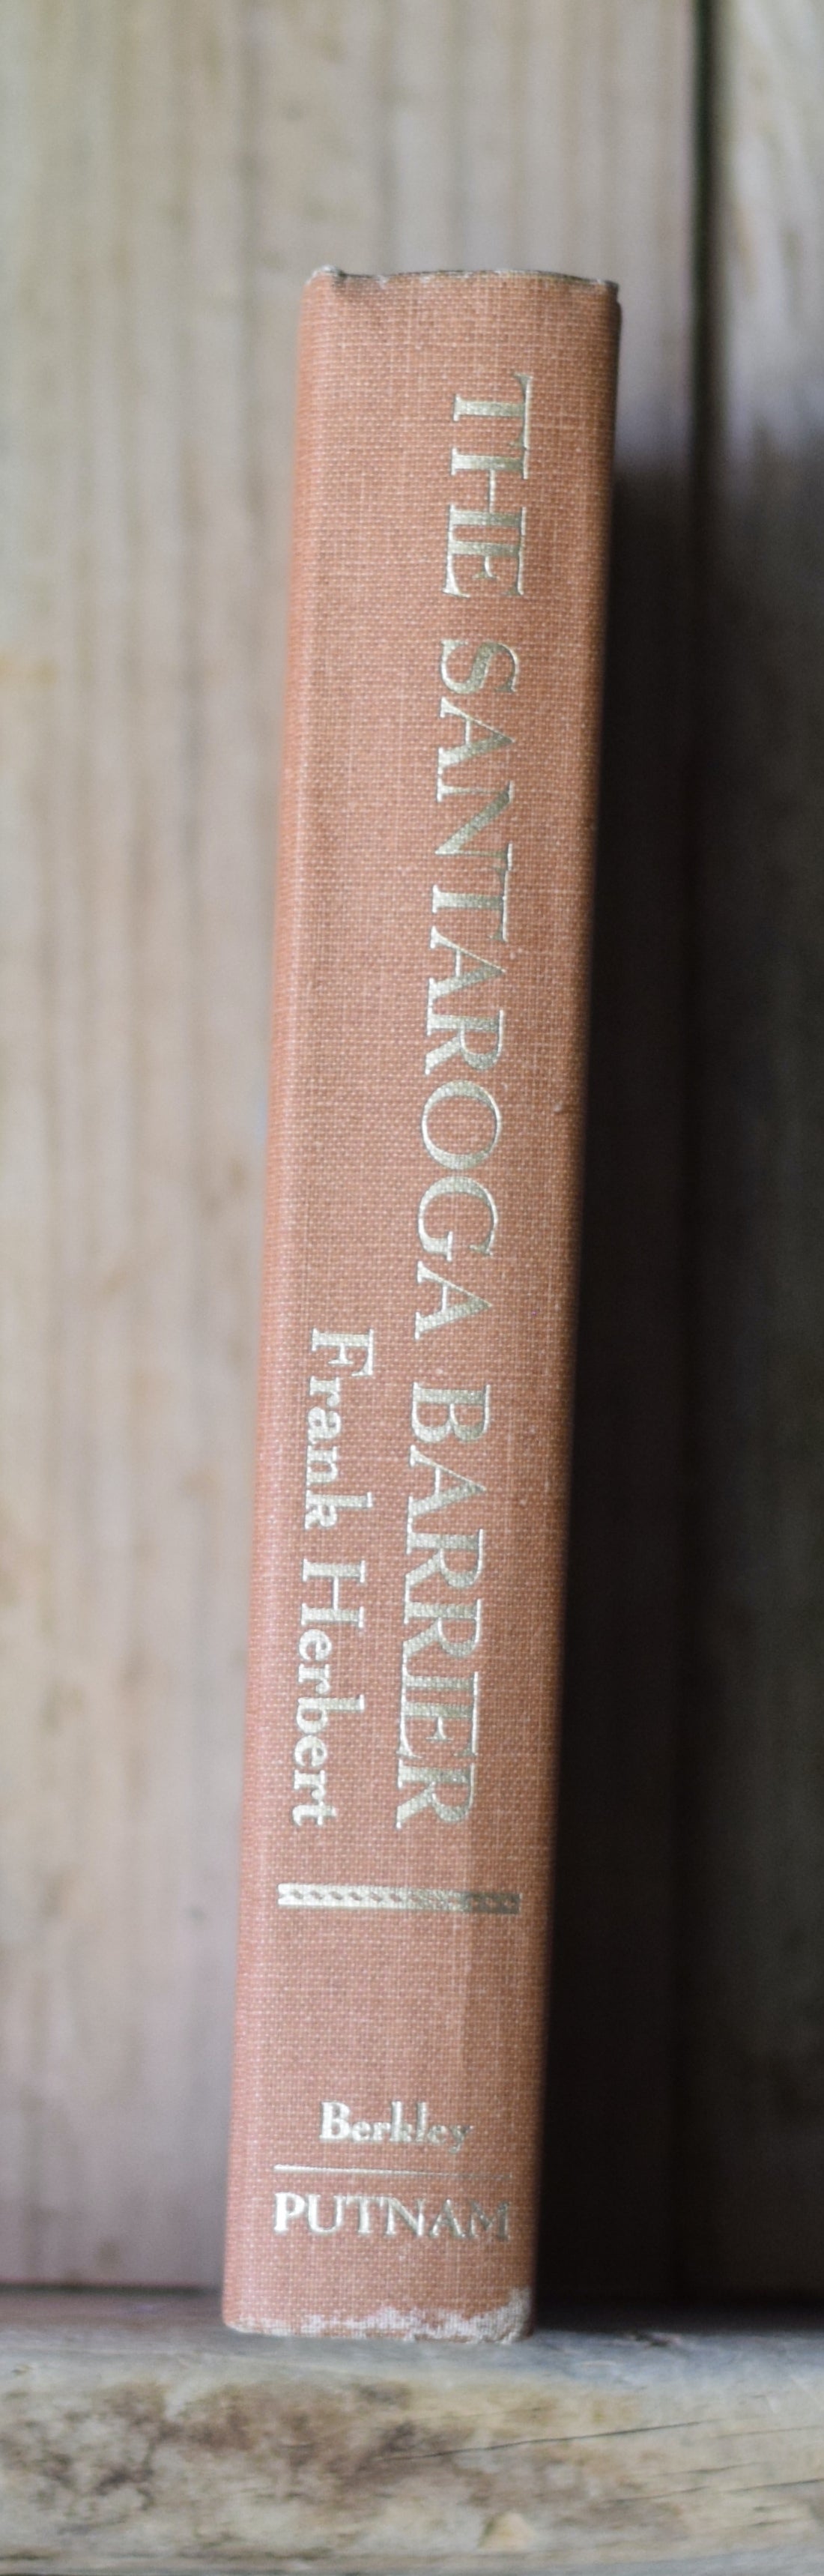 THE SANTAROGA BARRIER
Frank Herbert
Berkley
PUTNAM